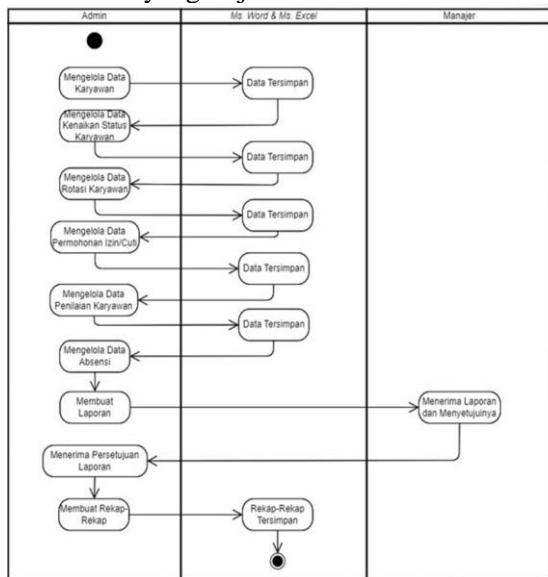 Admin
Ms. Word & Ms. Excel
Manajer
Mengelola Data
Karyawan
Data Tersimpan
Mengelola Data
Kenaikan Status
Karyawan
Data Tersimpan
Mengelola Data
Rotasi Karyawan
Data Tersimpan
Mengelola Data
Permohonan Izin/Cuti
Data Tersimpan
Mengelola Data
Penilaian Karyawan
Data Tersimpan
Mengelola Data
Absensi
Membuat
Laporan
Menerima Laporan
dan Menyetujuinya
Menerima Persetujuan
Laporan
Membuat Rekap-
Rekap
Rekap-Rekap
Tersimpan